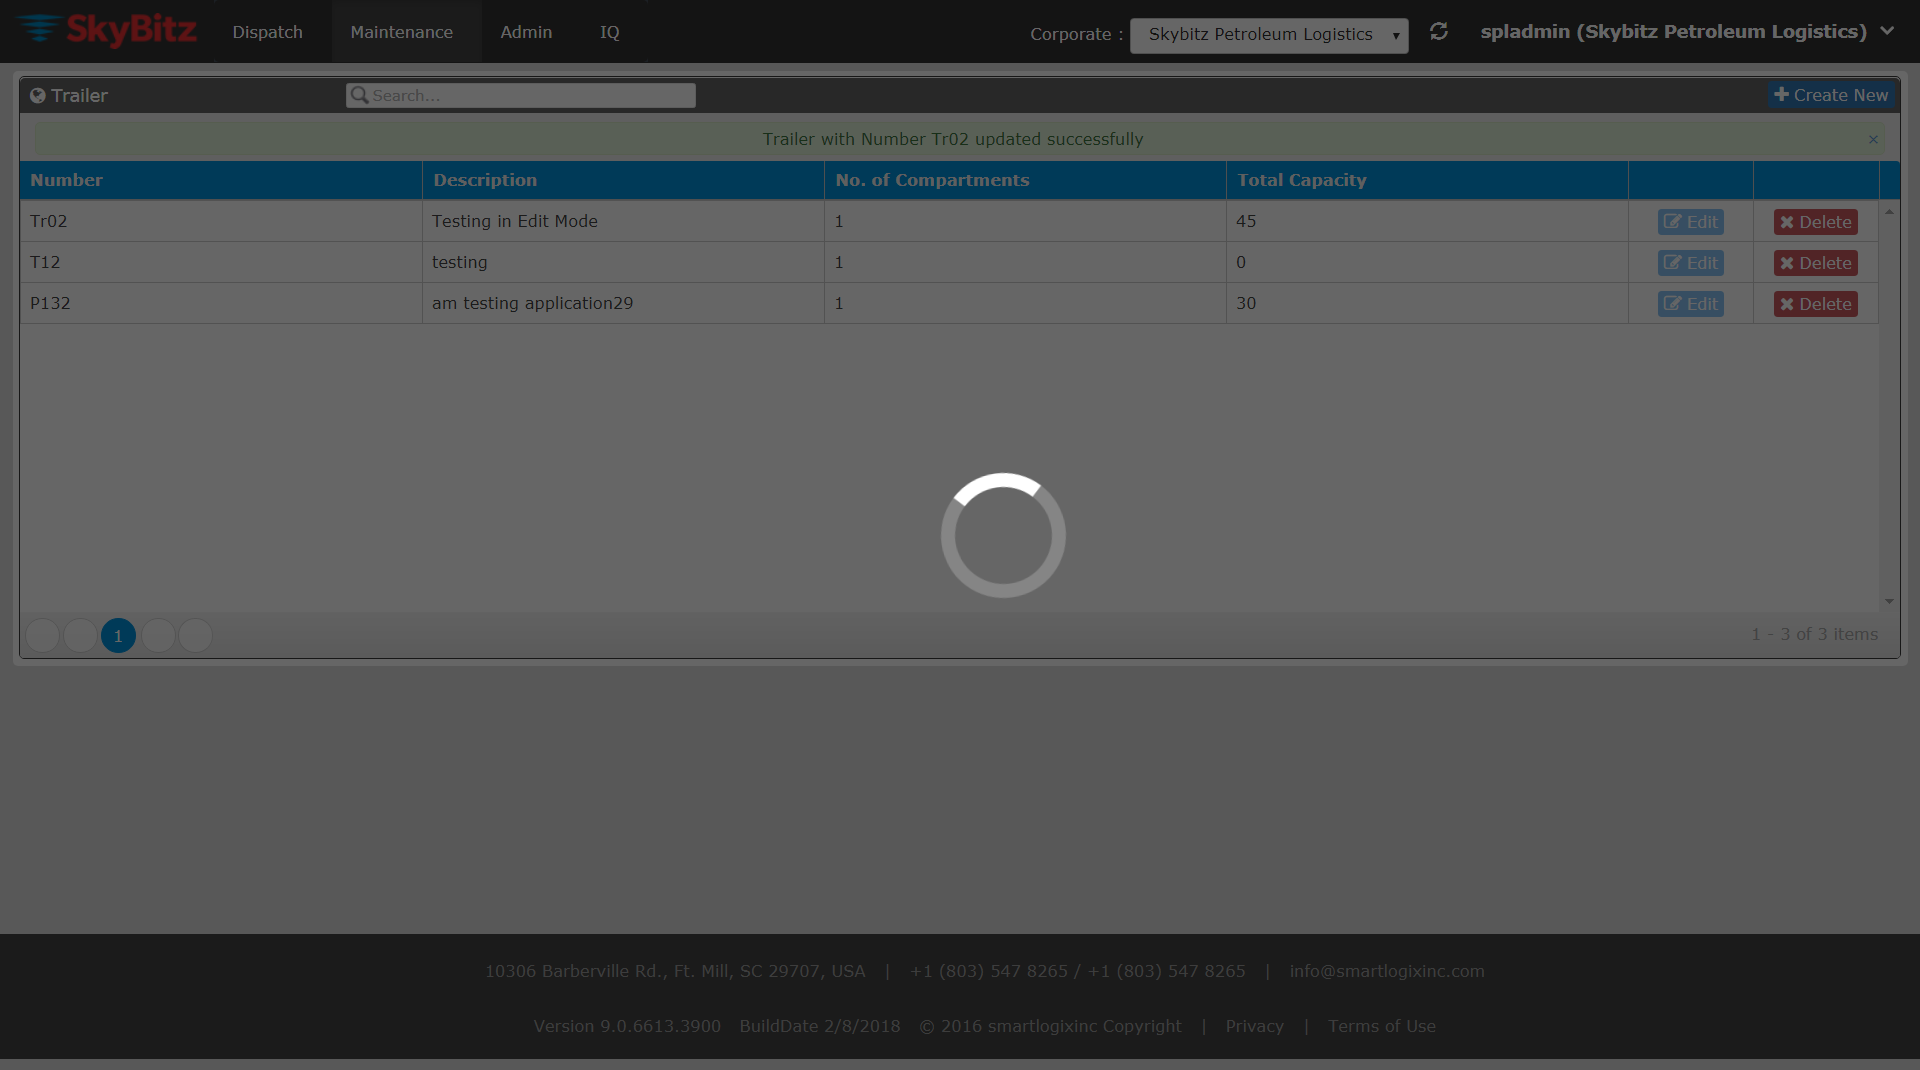 SkyBitz Dispatch Maintenance Admin IQ Corporate : Skybitz Petroleum Logistics spladmin (Skybitz Petroleum Logistics)
Trailer Search... Create New
Trailer with Number Tr02 updated successfully ×
Number Description No. of Compartments Total Capacity
Tr02 Testing in Edit Mode 1 45 Edit Delete
T12 testing 1 0 Edit Delete
P132 am testing application29 1 30 Edit Delete
1 1 - 3 of 3 items
10306 Barberville Rd., Ft. Mill, SC 29707, USA | +1 (803) 547 8265 / +1 (803) 547 8265 | info@smartlogixinc.com
Version 9.0.6613.3900 BuildDate 2/8/2018 © 2016 smartlogixinc Copyright | Privacy | Terms of Use